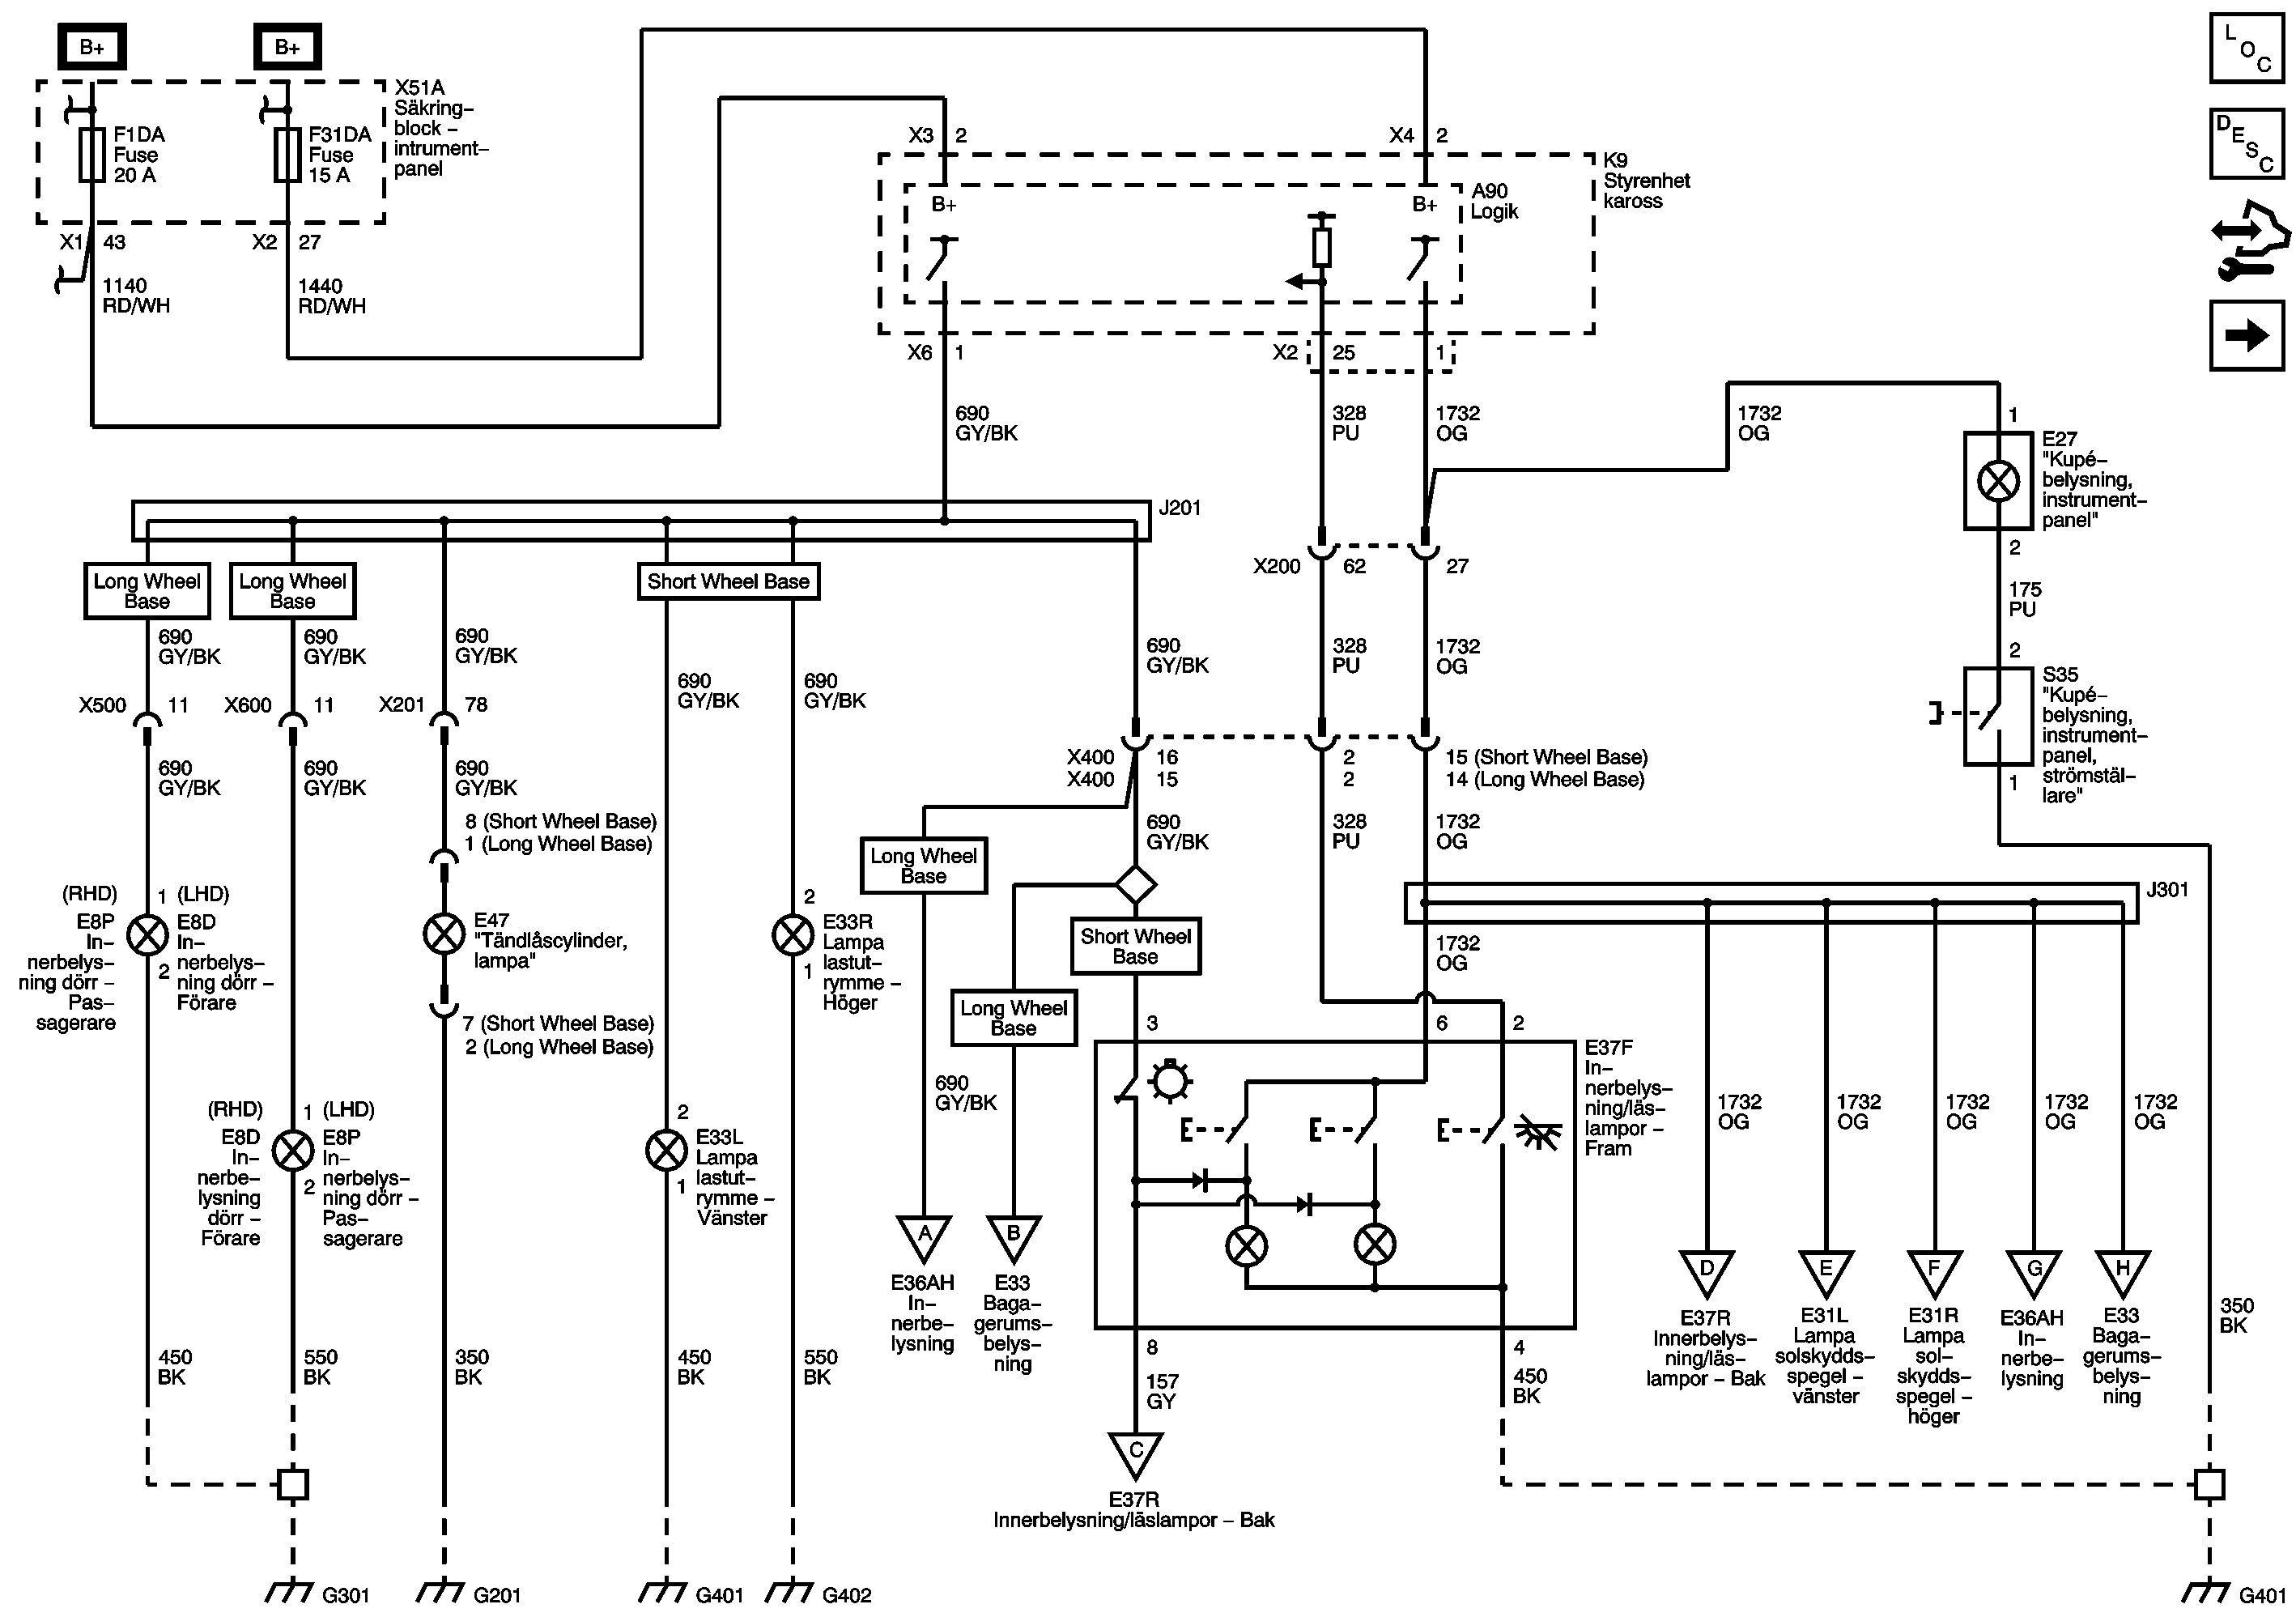 B+
B+
X51A
Säkring–
block –
intrument–
panel
F1DA
Fuse
20 A
F31DA
Fuse
15 A
X1 43
X2 27
1140
RD/WH
1440
RD/WH
X3 2
X4 2
K9
Styrenhet
kaross
A90
Logik
B+
B+
X6 1
X2 25 1
690
GY/BK
328
PU
1732
OG
1732
OG
L
O
C
D
E
S
C
1
E27
"Kupé–
belysning,
instrument–
panel"
2
175
PU
2
S35
"Kupé–
belysning,
instrument–
panel,
strömstäl–
lare"
1
J201
X200 62 27
Long Wheel
Base
Long Wheel
Base
Short Wheel Base
690
GY/BK
690
GY/BK
690
GY/BK
690
GY/BK
690
GY/BK
690
GY/BK
328
PU
1732
OG
X500 11
X600 11
X201 78
690
GY/BK
690
GY/BK
690
GY/BK
X400 16 2 15 (Short Wheel Base)
X400 15 2 14 (Long Wheel Base)
8 (Short Wheel Base)
1 (Long Wheel Base)
690
GY/BK
328
PU
1732
OG
Long Wheel
Base
Short Wheel
Base
Long Wheel
Base
J301
(RHD) 1 (LHD)
E8P
In–
nerbelys–
ning dörr –
Pas–
sagerare
E8D
In–
nerbelys–
ning dörr –
Förare
2
E47
"Tändlåscylinder,
lampa"
7 (Short Wheel Base)
2 (Long Wheel Base)
2
E33R
Lampa
lastut–
rymme –
Höger
1
1732
OG
3 6 2
E37F
In–
nerbelys–
ning/läs–
lampor –
Fram
690
GY/BK
(RHD) 1 (LHD)
E8D
In–
nerbe–
lysning
dörr –
Förare
E8P
In–
nerbelys–
ning dörr –
Pas–
sagerare
2
2
E33L
Lampa
lastut–
rymme –
Vänster
1
1732
OG
1732
OG
1732
OG
1732
OG
1732
OG
A
E36AH
In–
nerbe–
lysning
B
E33
Baga–
gerums–
belys–
ning
D
E37R
Innerbelys–
ning/läs–
lampor – Bak
E
E31L
Lampa
solskydds–
spegel –
vänster
F
E31R
Lampa
sol–
skydds–
spegel –
höger
G
E36AH
In–
nerbe–
lysning
H
E33
Baga–
gerums–
belys–
ning
350
BK
8 4
450
BK
550
BK
350
BK
450
BK
550
BK
157
GY
450
BK
C
E37R
Innerbelysning/läslampor – Bak
G301
G201
G401
G402
G401